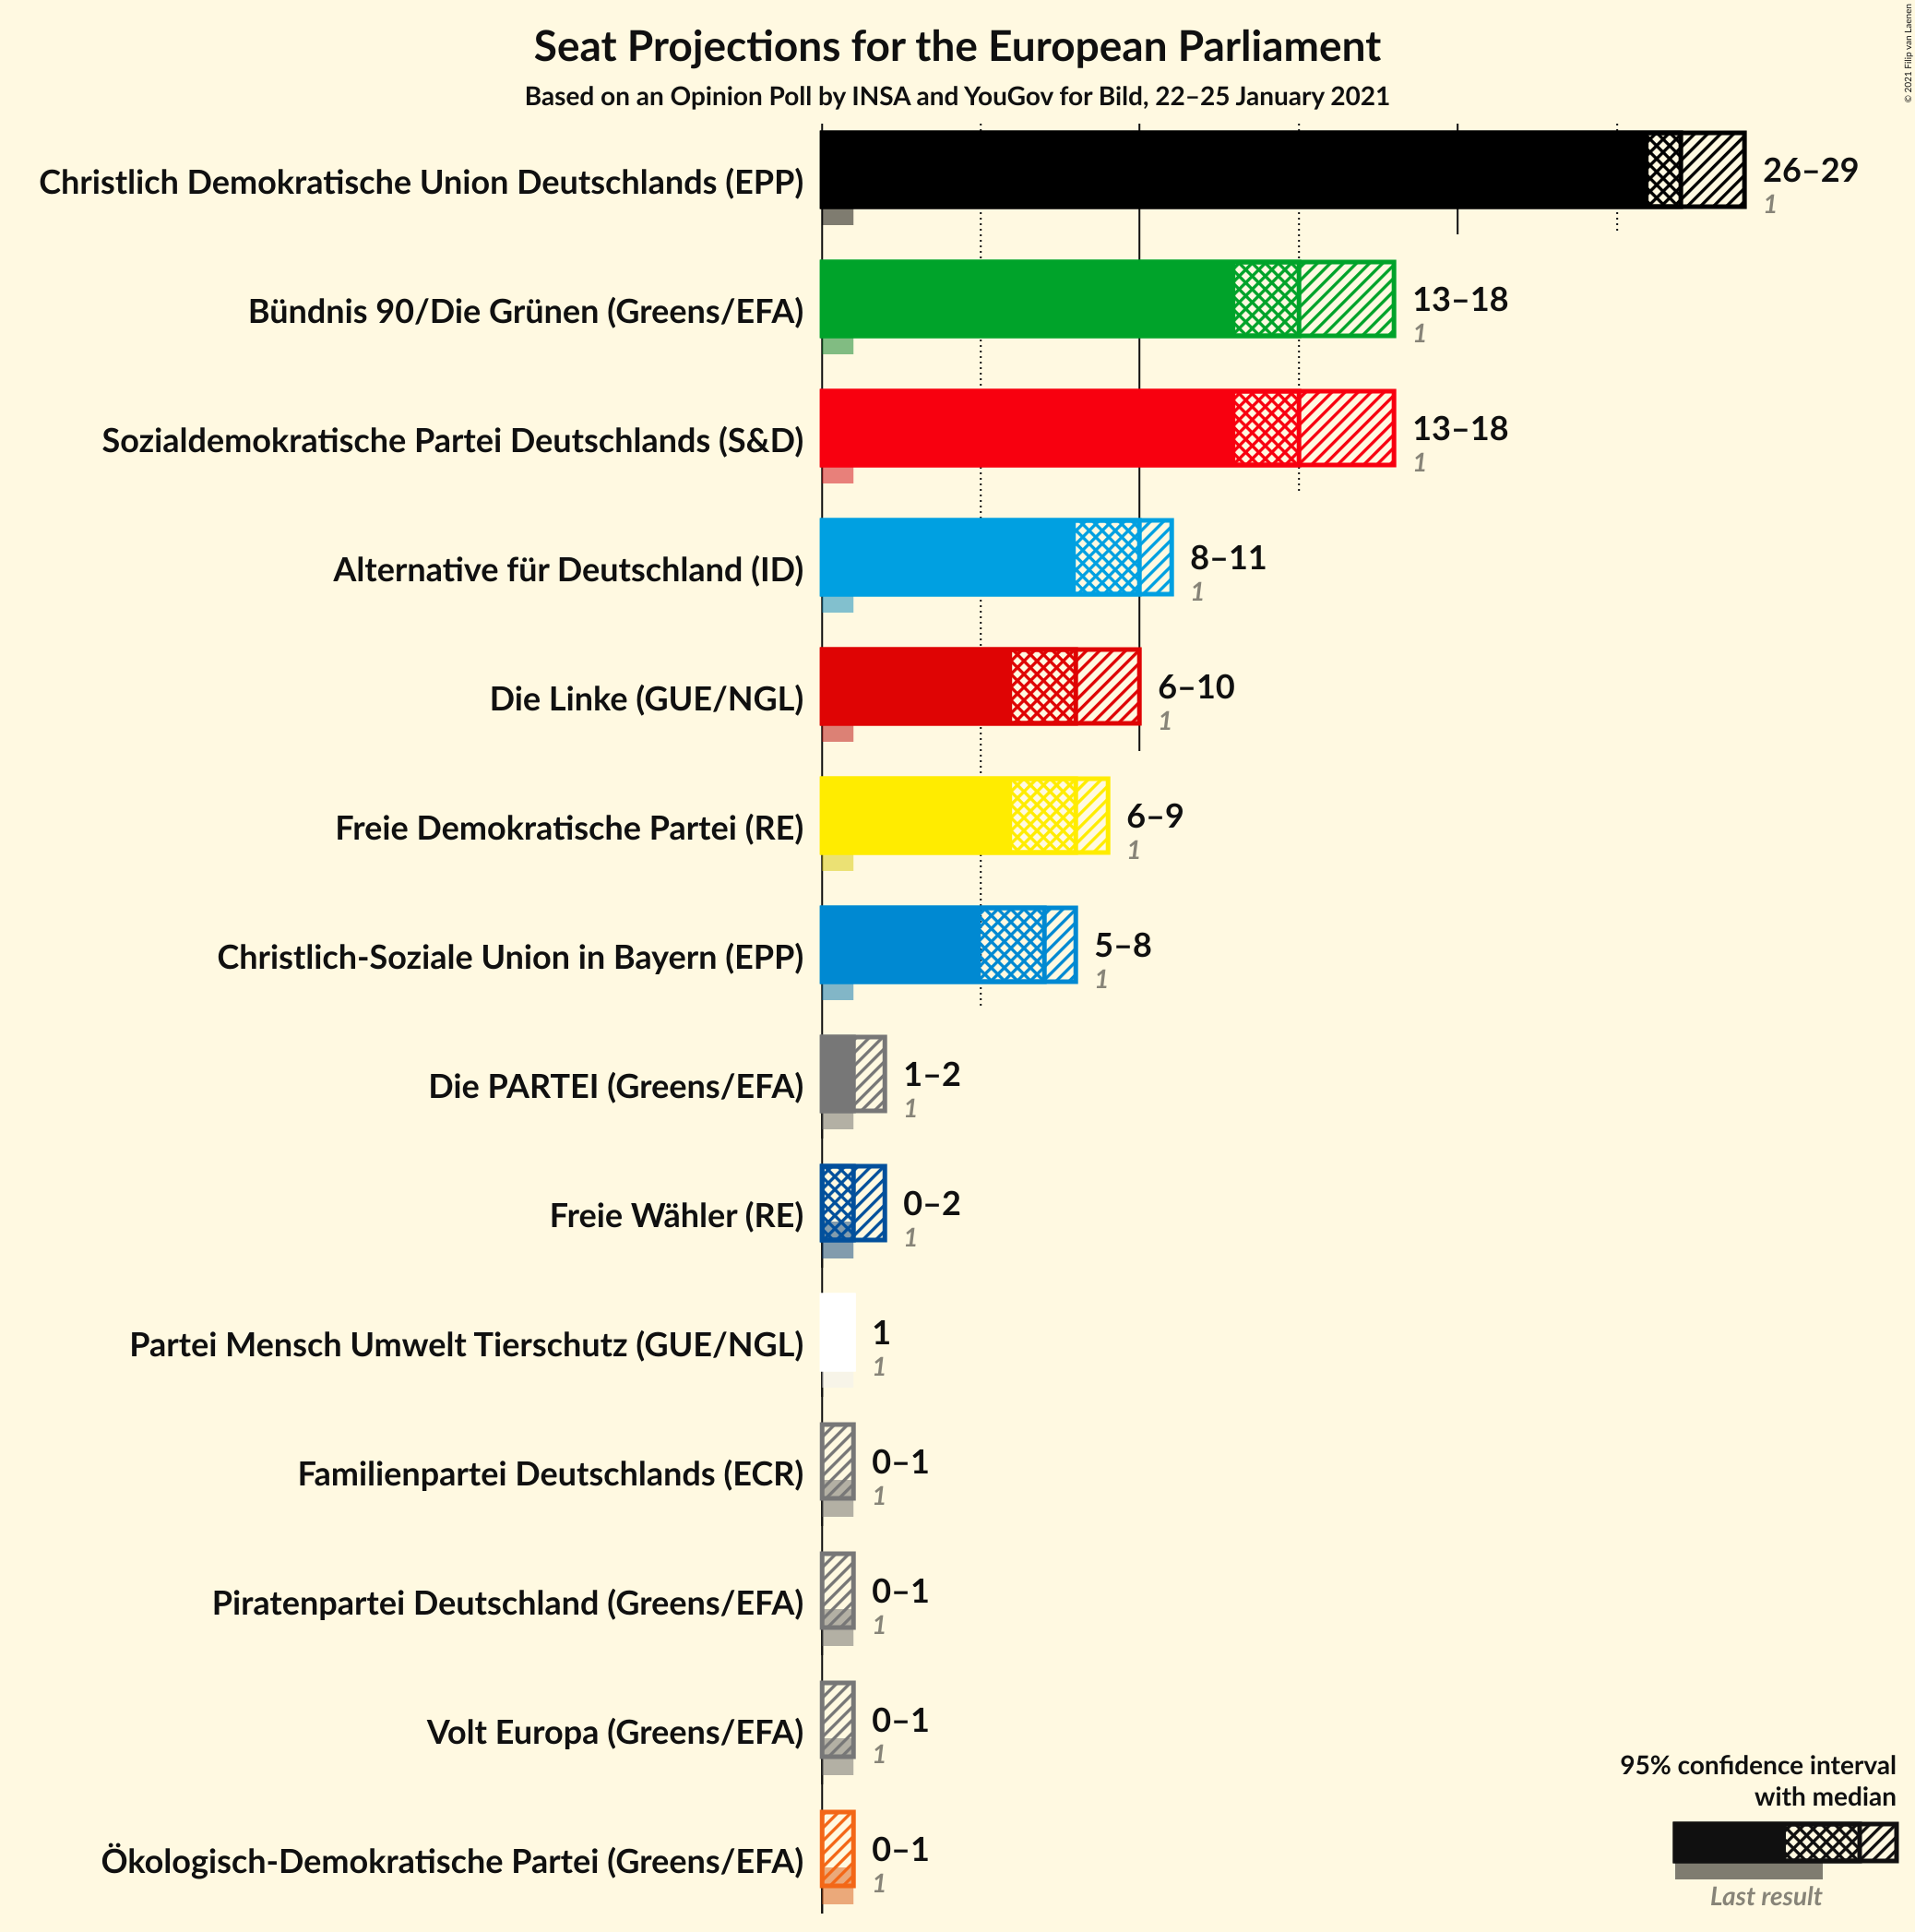 Seat Projections for the European Parliament
Based on an Opinion Poll by INSA and YouGov for Bild, 22–25 January 2021
© 2021 Filip van Laenen
Christlich Demokratische Union Deutschlands (EPP)
26–29
1
Bündnis 90/Die Grünen (Greens/EFA)
13–18
1
Sozialdemokratische Partei Deutschlands (S&D)
13–18
1
Alternative für Deutschland (ID)
8–11
1
Die Linke (GUE/NGL)
6–10
1
Freie Demokratische Partei (RE)
6–9
1
Christlich-Soziale Union in Bayern (EPP)
5–8
1
Die PARTEI (Greens/EFA)
1–2
1
Freie Wähler (RE)
0–2
1
Partei Mensch Umwelt Tierschutz (GUE/NGL)
1
1
Familienpartei Deutschlands (ECR)
0–1
1
Piratenpartei Deutschland (Greens/EFA)
0–1
1
Volt Europa (Greens/EFA)
0–1
1
Ökologisch-Demokratische Partei (Greens/EFA)
0–1
1
95% confidence interval
with median
Last result